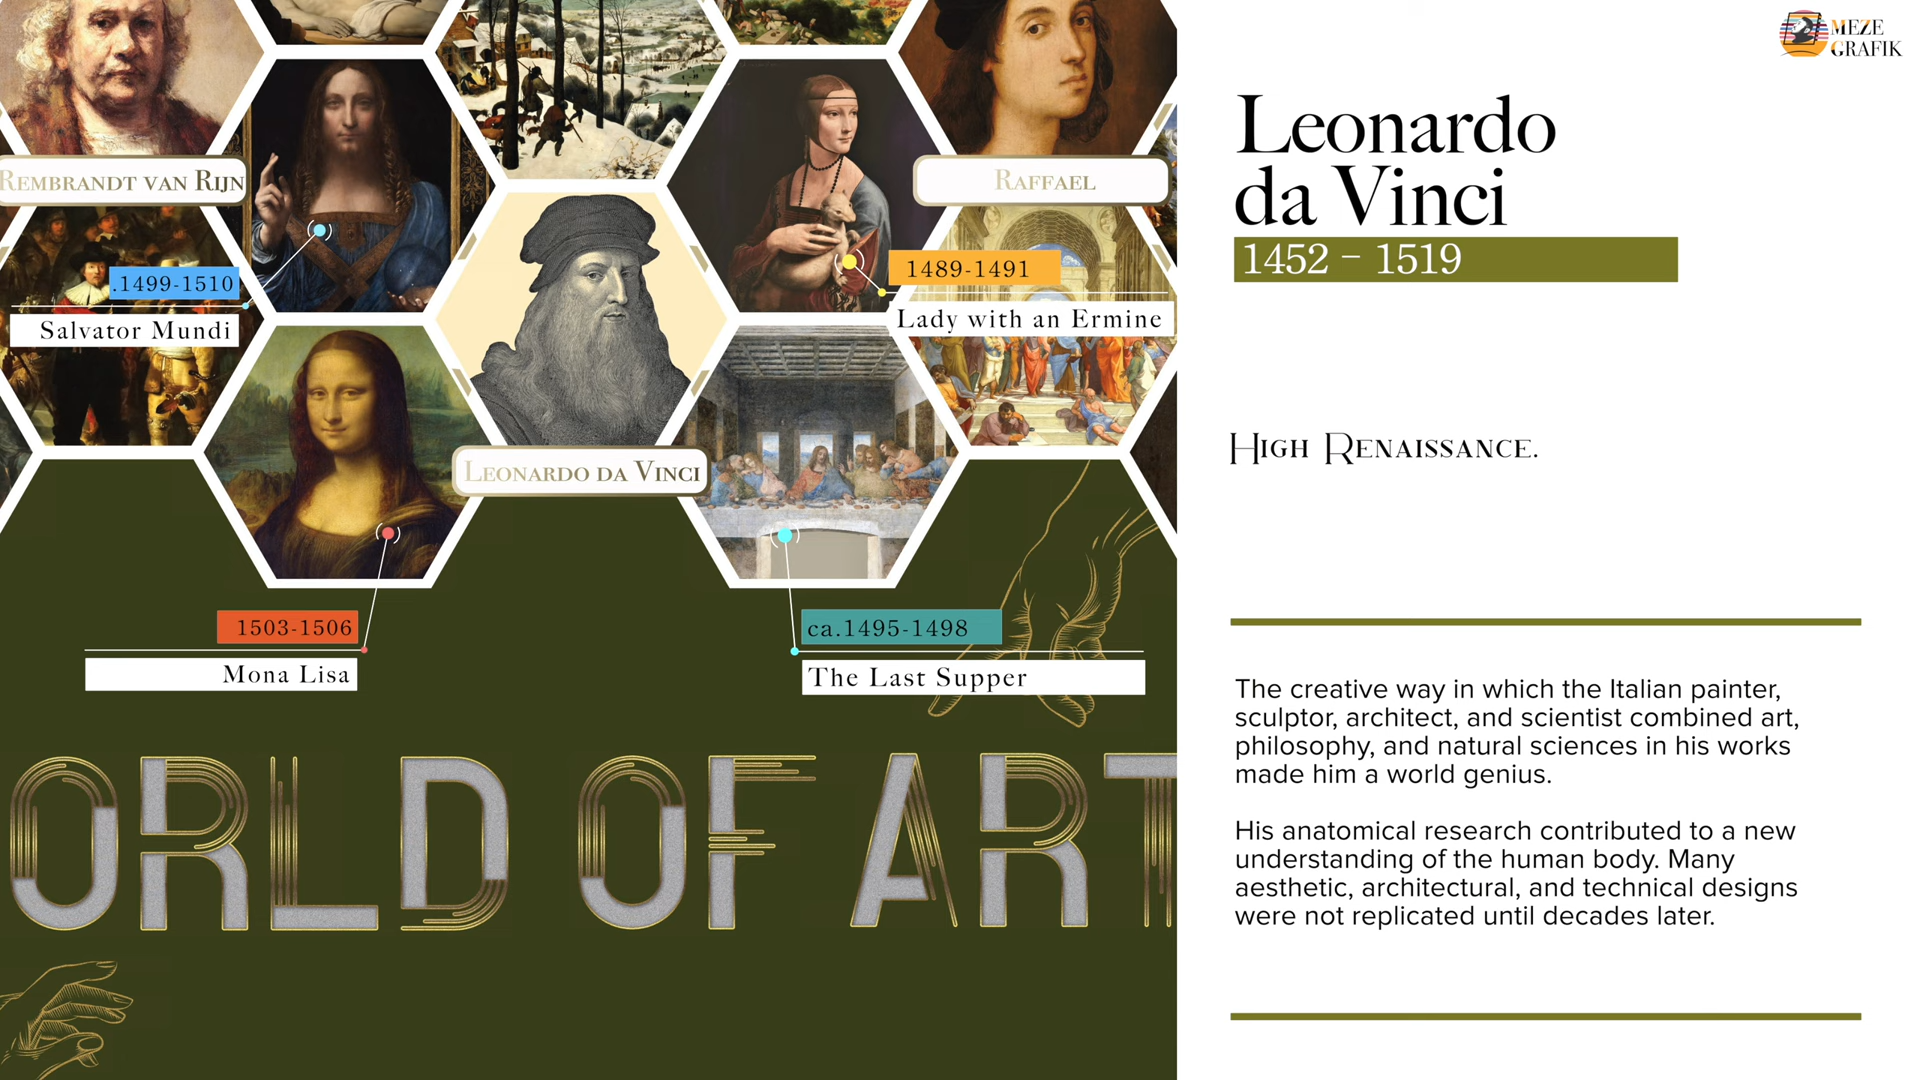 MEZE
GRAFIK
Leonardo
da Vinci
1452 – 1519
High Renaissance.
The creative way in which the Italian painter,
sculptor, architect, and scientist combined art,
philosophy, and natural sciences in his works
made him a world genius.
His anatomical research contributed to a new
understanding of the human body. Many
aesthetic, architectural, and technical designs
were not replicated until decades later.
Rembrandt van Rijn
Raffael
.1499-1510
Salvator Mundi
1489-1491
Lady with an Ermine
Leonardo da Vinci
1503-1506
Mona Lisa
ca.1495-1498
The Last Supper
ORLD OF ART